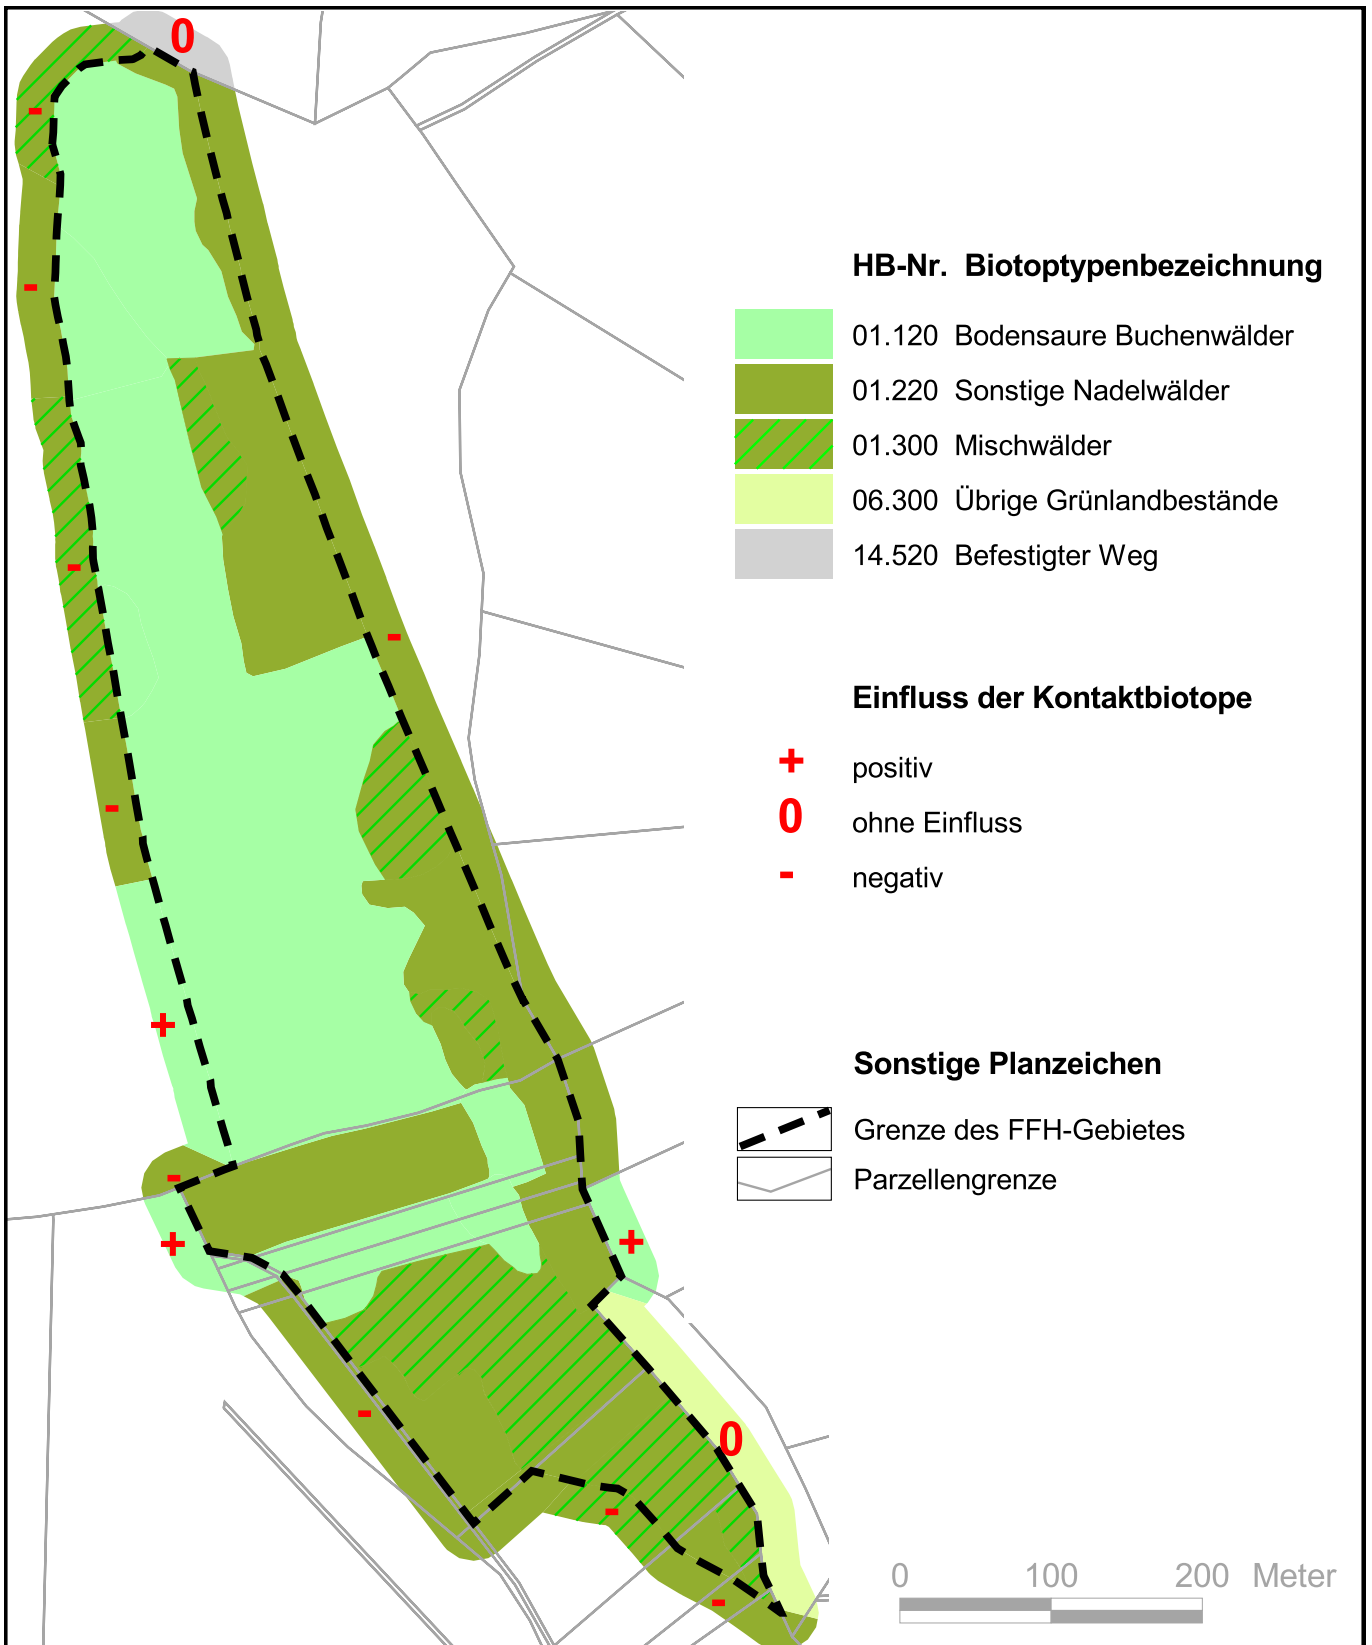 0
-
-
-
-
-
+
-
+
+
-
0
-
-
HB-Nr. Biotoptypenbezeichnung
01.120 Bodensaure Buchenwälder
01.220 Sonstige Nadelwälder
01.300 Mischwälder
06.300 Übrige Grünlandbestände
14.520 Befestigter Weg
Einfluss der Kontaktbiotope
+ positiv
0 ohne Einfluss
- negativ
Sonstige Planzeichen
Grenze des FFH-Gebietes
Parzellengrenze
0 100 200 Meter